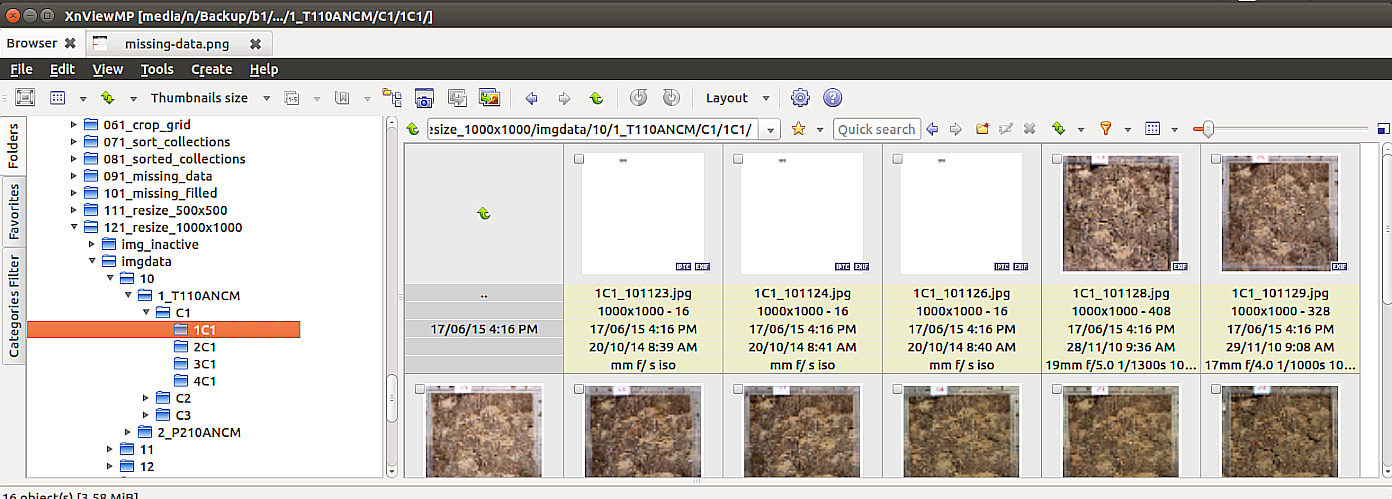 XnViewMP [media/n/Backup/b1/.../1_T110ANCM/C1/1C1/]
Browser missing-data.png
File Edit View Tools Create Help
Thumbnails size Layout
Folders
Favorites
Categories Filter
061_crop_grid
071_sort_collections
081_sorted_collections
091_missing_data
101_missing_filled
111_resize_500x500
121_resize_1000x1000
img_inactive
imgdata
10
1_T110ANCM
C1
1C1
2C1
3C1
4C1
C2
C3
2_P210ANCM
11
12
esize_1000x1000/imgdata/10/1_T110ANCM/C1/1C1/ Quick search
IPTC EXIF IPTC EXIF IPTC EXIF EXIF EXIF
.. 1C1_101123.jpg 1C1_101124.jpg 1C1_101126.jpg 1C1_101128.jpg 1C1_101129.jpg
1000x1000 - 16 1000x1000 - 16 1000x1000 - 16 1000x1000 - 408 1000x1000 - 328
17/06/15 4:16 PM 17/06/15 4:16 PM 17/06/15 4:16 PM 17/06/15 4:16 PM 17/06/15 4:16 PM 17/06/15 4:16 PM
20/10/14 8:39 AM 20/10/14 8:41 AM 20/10/14 8:40 AM 28/11/10 9:36 AM 29/11/10 9:08 AM
mm f/ s iso mm f/ s iso mm f/ s iso 19mm f/5.0 1/1300s 10... 17mm f/4.0 1/1000s 10...
16 object(s) [3.58 MiB]